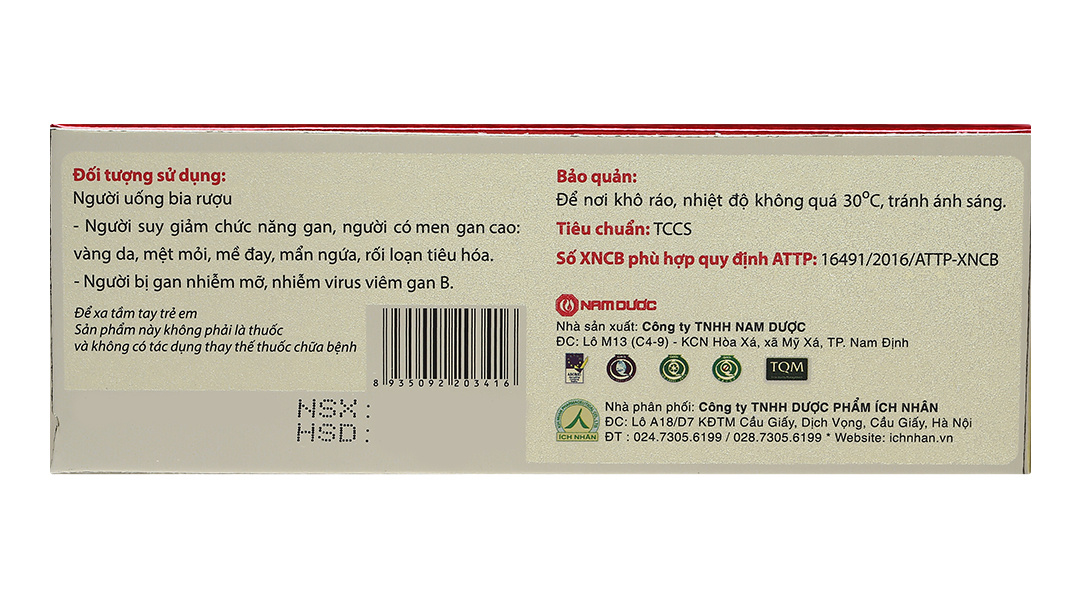 Đối tượng sử dụng:
Người uống bia rượu
- Người suy giảm chức năng gan, người có men gan cao:
vàng da, mệt mỏi, mề đay, mẩn ngứa, rối loạn tiêu hóa.
- Người bị gan nhiễm mỡ, nhiễm virus viêm gan B.
Để xa tầm tay trẻ em
Sản phẩm này không phải là thuốc
và không có tác dụng thay thế thuốc chữa bệnh
8 935092 203416
NSX:
HSD:
Bảo quản:
Để nơi khô ráo, nhiệt độ không quá 30°C, tránh ánh sáng.
Tiêu chuẩn: TCCS
Số XNCB phù hợp quy định ATTP: 16491/2016/ATTP-XNCB
NAM DƯỢC
Nhà sản xuất: Công ty TNHH NAM DƯỢC
ĐC: Lô M13 (C4-9) - KCN Hòa Xá, xã Mỹ Xá, TP. Nam Định
TQM
ÍCH NHÂN
Nhà phân phối: Công ty TNHH DƯỢC PHẨM ÍCH NHÂN
ĐC: Lô A18/D7 KĐTM Cầu Giấy, Dịch Vọng, Cầu Giấy, Hà Nội
ĐT : 024.7305.6199 / 028.7305.6199 * Website: ichnhan.vn